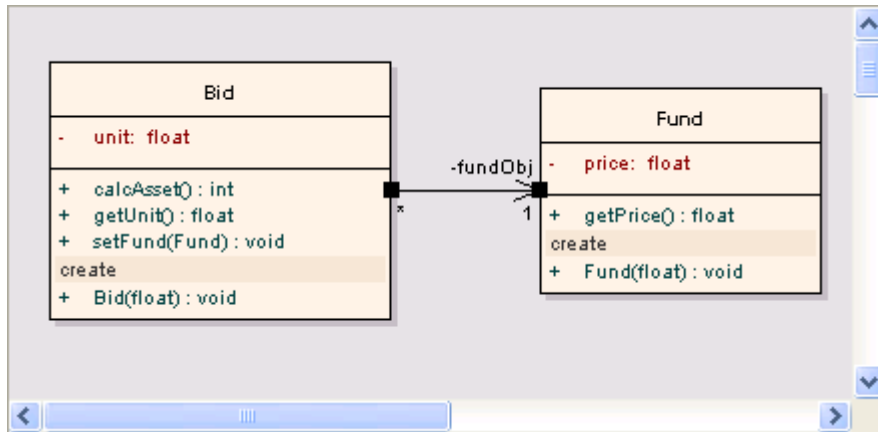 Bid
- unit: float
+ calcAsset() : int
+ getUnit() : float
+ setFund(Fund) : void
create
+ Bid(float) : void
-fundObj
*
1
Fund
- price: float
+ getPrice() : float
create
+ Fund(float) : void